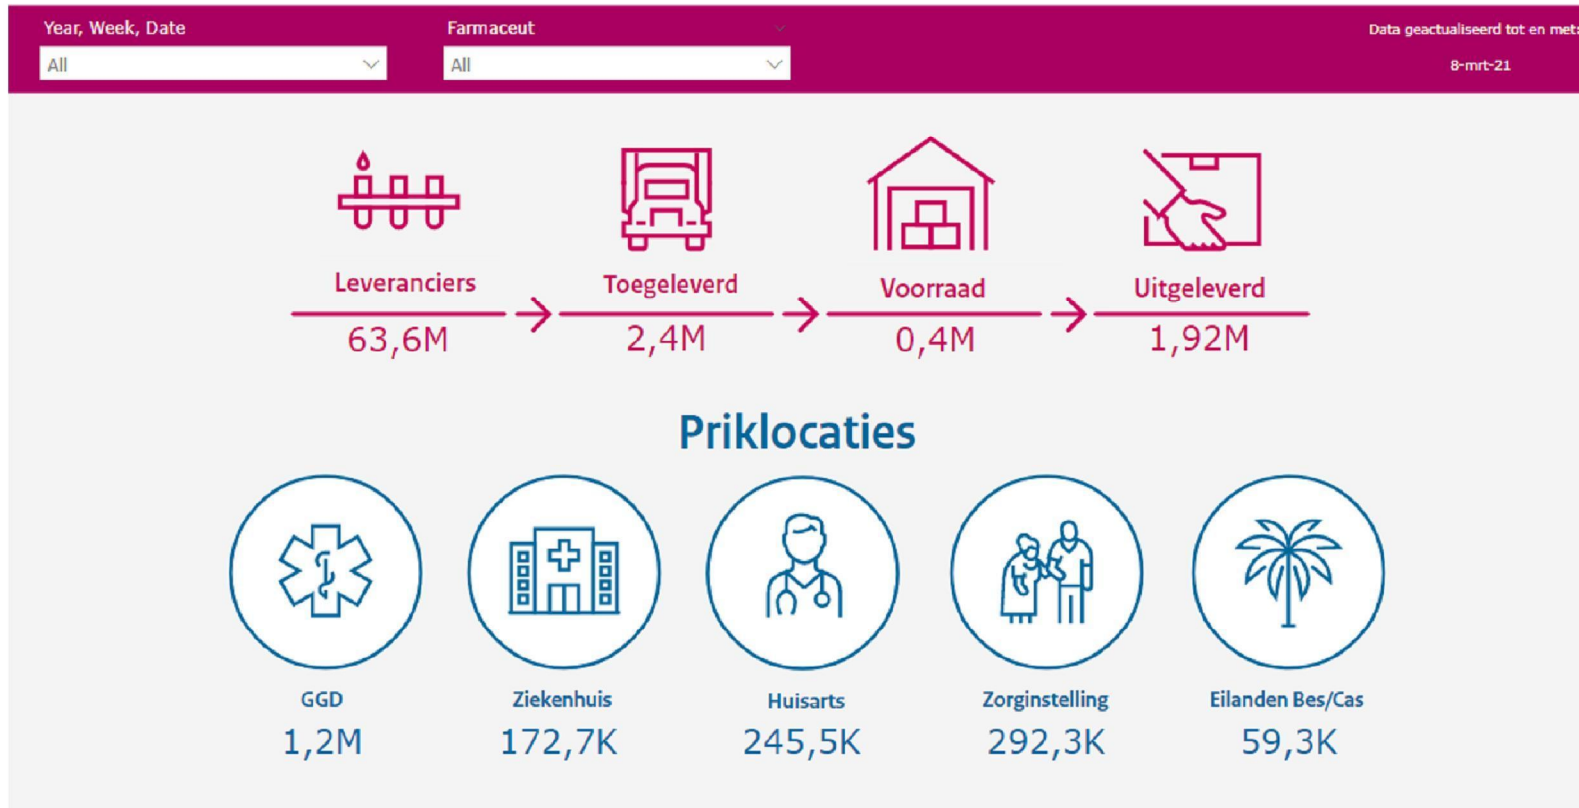 Year, Week, Date
Farmaceut
Data geactualiseerd tot en met:
All
All
8-mrt-21
Leveranciers
Toegeleverd
Voorraad
Uitgeleverd
63,6M
2,4M
0,4M
1,92M
Priklocaties
GGD
Ziekenhuis
Huisarts
Zorginstelling
Eilanden Bes/Cas
1,2M
172,7K
245,5K
292,3K
59,3K